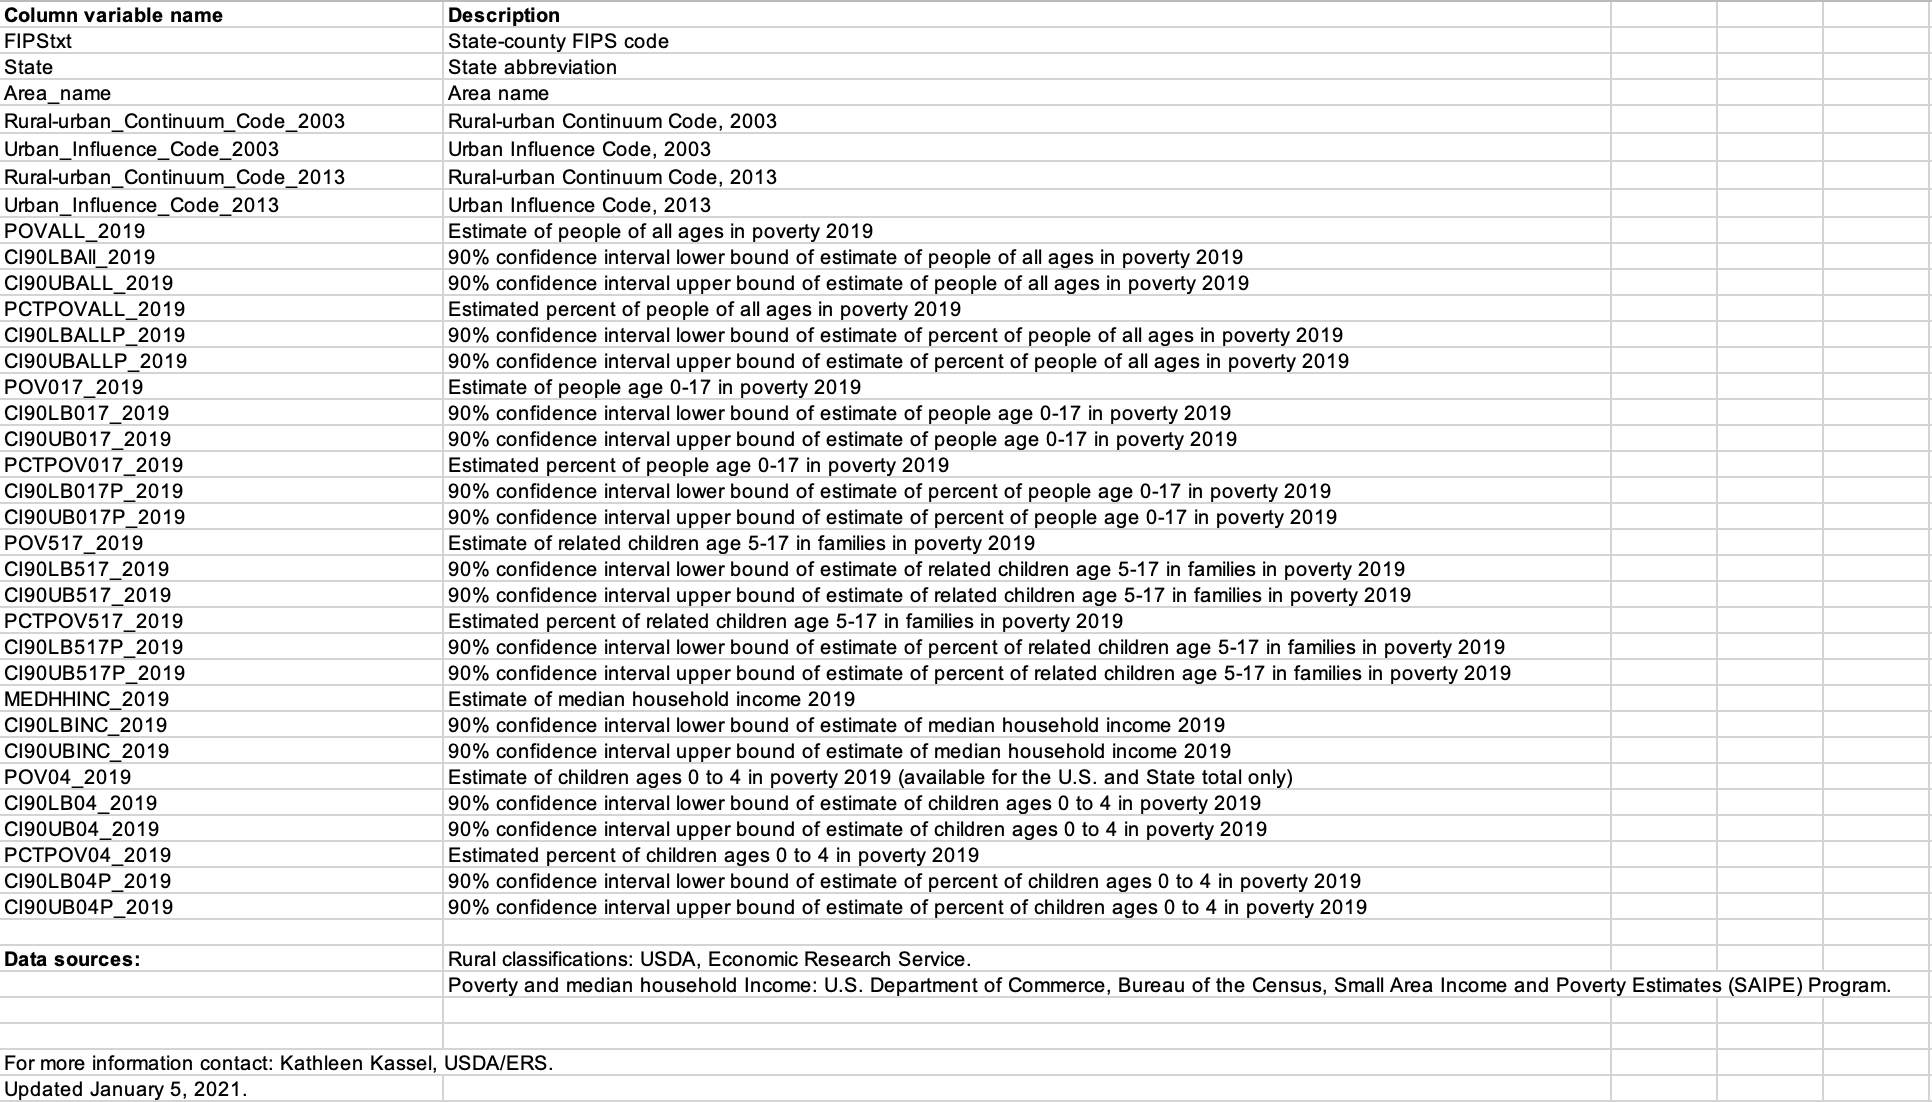 Column variable name Description
FIPStxt State-county FIPS code
State State abbreviation
Area_name Area name
Rural-urban_Continuum_Code_2003 Rural-urban Continuum Code, 2003
Urban_Influence_Code_2003 Urban Influence Code, 2003
Rural-urban_Continuum_Code_2013 Rural-urban Continuum Code, 2013
Urban_Influence_Code_2013 Urban Influence Code, 2013
POVALL_2019 Estimate of people of all ages in poverty 2019
CI90LBAll_2019 90% confidence interval lower bound of estimate of people of all ages in poverty 2019
CI90UBALL_2019 90% confidence interval upper bound of estimate of people of all ages in poverty 2019
PCTPOVALL_2019 Estimated percent of people of all ages in poverty 2019
CI90LBALLP_2019 90% confidence interval lower bound of estimate of percent of people of all ages in poverty 2019
CI90UBALLP_2019 90% confidence interval upper bound of estimate of percent of people of all ages in poverty 2019
POV017_2019 Estimate of people age 0-17 in poverty 2019
CI90LB017_2019 90% confidence interval lower bound of estimate of people age 0-17 in poverty 2019
CI90UB017_2019 90% confidence interval upper bound of estimate of people age 0-17 in poverty 2019
PCTPOV017_2019 Estimated percent of people age 0-17 in poverty 2019
CI90LB017P_2019 90% confidence interval lower bound of estimate of percent of people age 0-17 in poverty 2019
CI90UB017P_2019 90% confidence interval upper bound of estimate of percent of people age 0-17 in poverty 2019
POV517_2019 Estimate of related children age 5-17 in families in poverty 2019
CI90LB517_2019 90% confidence interval lower bound of estimate of related children age 5-17 in families in poverty 2019
CI90UB517_2019 90% confidence interval upper bound of estimate of related children age 5-17 in families in poverty 2019
PCTPOV517_2019 Estimated percent of related children age 5-17 in families in poverty 2019
CI90LB517P_2019 90% confidence interval lower bound of estimate of percent of related children age 5-17 in families in poverty 2019
CI90UB517P_2019 90% confidence interval upper bound of estimate of percent of related children age 5-17 in families in poverty 2019
MEDHHINC_2019 Estimate of median household income 2019
CI90LBINC_2019 90% confidence interval lower bound of estimate of median household income 2019
CI90UBINC_2019 90% confidence interval upper bound of estimate of median household income 2019
POV04_2019 Estimate of children ages 0 to 4 in poverty 2019 (available for the U.S. and State total only)
CI90LB04_2019 90% confidence interval lower bound of estimate of children ages 0 to 4 in poverty 2019
CI90UB04_2019 90% confidence interval upper bound of estimate of children ages 0 to 4 in poverty 2019
PCTPOV04_2019 Estimated percent of children ages 0 to 4 in poverty 2019
CI90LB04P_2019 90% confidence interval lower bound of estimate of percent of children ages 0 to 4 in poverty 2019
CI90UB04P_2019 90% confidence interval upper bound of estimate of percent of children ages 0 to 4 in poverty 2019
Data sources: Rural classifications: USDA, Economic Research Service.
Poverty and median household Income: U.S. Department of Commerce, Bureau of the Census, Small Area Income and Poverty Estimates (SAIPE) Program.
For more information contact: Kathleen Kassel, USDA/ERS.
Updated January 5, 2021.